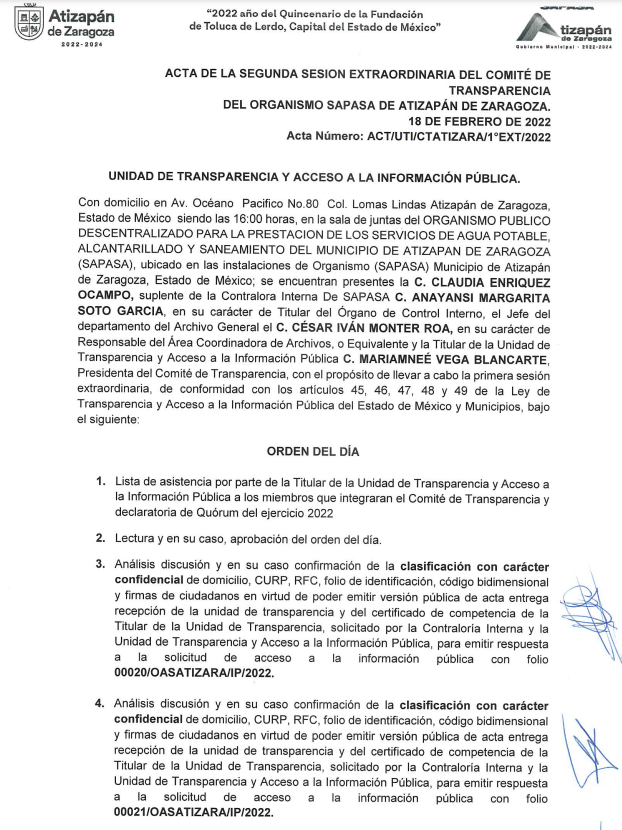 Atizapán
de Zaragoza
2022-2024
"2022 año del Quincenario de la Fundación
de Toluca de Lerdo, Capital del Estado de México"
Atizapán
de Zaragoza
Gobierno Municipal - 2022-2024
ACTA DE LA SEGUNDA SESION EXTRAORDINARIA DEL COMITÉ DE
TRANSPARENCIA
DEL ORGANISMO SAPASA DE ATIZAPÁN DE ZARAGOZA.
18 DE FEBRERO DE 2022
Acta Número: ACT/UTI/CTATIZARA/1°EXT/2022
UNIDAD DE TRANSPARENCIA Y ACCESO A LA INFORMACIÓN PÚBLICA.
Con domicilio en Av. Océano Pacifico No.80 Col. Lomas Lindas Atizapán de Zaragoza,
Estado de México siendo las 16:00 horas, en la sala de juntas del ORGANISMO PUBLICO
DESCENTRALIZADO PARA LA PRESTACION DE LOS SERVICIOS DE AGUA POTABLE,
ALCANTARILLADO Y SANEAMIENTO DEL MUNICIPIO DE ATIZAPAN DE ZARAGOZA
(SAPASA), ubicado en las instalaciones de Organismo (SAPASA) Municipio de Atizapán
de Zaragoza, Estado de México; se encuentran presentes la C. CLAUDIA ENRIQUEZ
OCAMPO, suplente de la Contralora Interna De SAPASA C. ANAYANSI MARGARITA
SOTO GARCIA, en su carácter de Titular del Órgano de Control Interno, el Jefe del
departamento del Archivo General el C. CÉSAR IVÁN MONTER ROA, en su carácter de
Responsable del Área Coordinadora de Archivos, o Equivalente y la Titular de la Unidad de
Transparencia y Acceso a la Información Pública C. MARIAMNEÉ VEGA BLANCARTE,
Presidenta del Comité de Transparencia, con el propósito de llevar a cabo la primera sesión
extraordinaria, de conformidad con los artículos 45, 46, 47, 48 y 49 de la Ley de
Transparencia y Acceso a la Información Pública del Estado de México y Municipios, bajo
el siguiente:
ORDEN DEL DÍA
1. Lista de asistencia por parte de la Titular de la Unidad de Transparencia y Acceso a
la Información Pública a los miembros que integraran el Comité de Transparencia y
declaratoria de Quórum del ejercicio 2022
2. Lectura y en su caso, aprobación del orden del día.
3. Análisis discusión y en su caso confirmación de la clasificación con carácter
confidencial de domicilio, CURP, RFC, folio de identificación, código bidimensional
y firmas de ciudadanos en virtud de poder emitir versión pública de acta entrega
recepción de la unidad de transparencia y del certificado de competencia de la
Titular de la Unidad de Transparencia, solicitado por la Contraloría Interna y la
Unidad de Transparencia y Acceso a la Información Pública, para emitir respuesta
a la solicitud de acceso a la información pública con folio
00020/OASATIZARA/IP/2022.
4. Análisis discusión y en su caso confirmación de la clasificación con carácter
confidencial de domicilio, CURP, RFC, folio de identificación, código bidimensional
y firmas de ciudadanos en virtud de poder emitir versión pública de acta entrega
recepción de la unidad de transparencia y del certificado de competencia de la
Titular de la Unidad de Transparencia, solicitado por la Contraloría Interna y la
Unidad de Transparencia y Acceso a la Información Pública, para emitir respuesta
a la solicitud de acceso a la información pública con folio
00021/OASATIZARA/IP/2022.